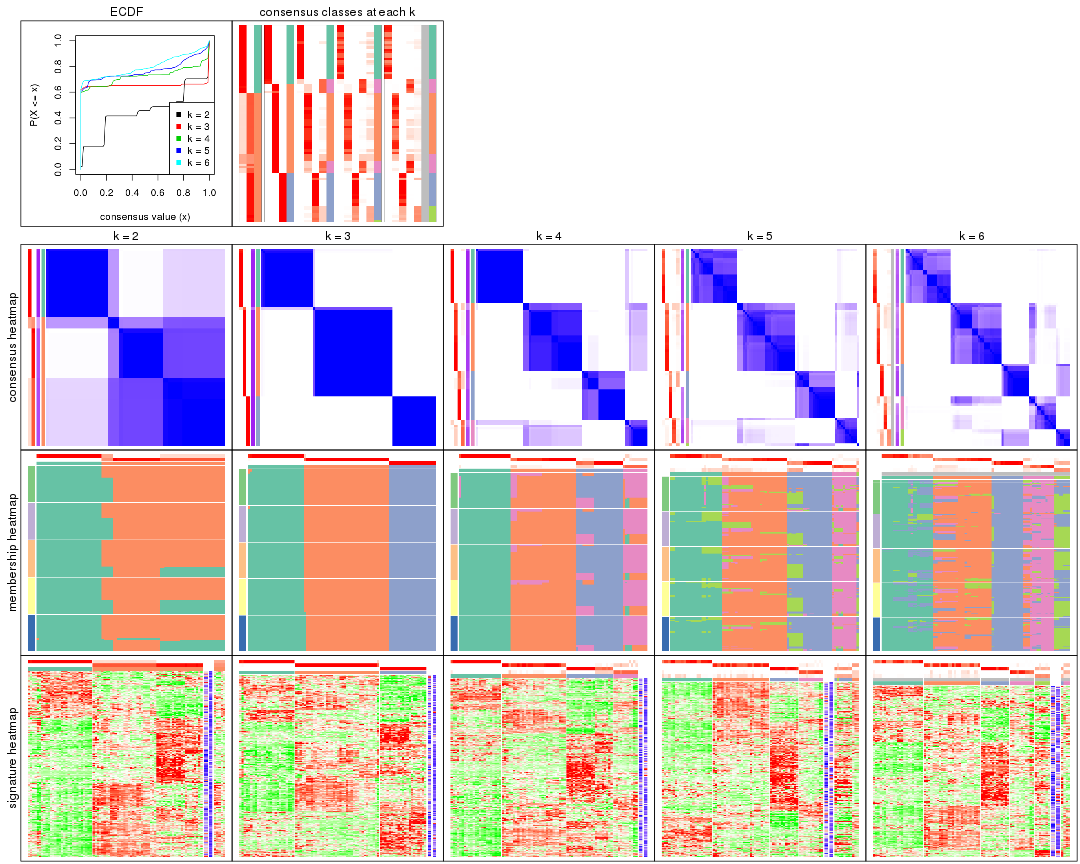 ECDF
consensus classes at each k
P(X <= x)
1.0
0.8
0.6
0.4
0.2
0.0
k = 2
k = 3
k = 4
k = 5
k = 6
0.0 0.2 0.4 0.6 0.8 1.0
consensus value (x)
k = 2 k = 3 k = 4 k = 5 k = 6
consensus heatmap
membership heatmap
signature heatmap